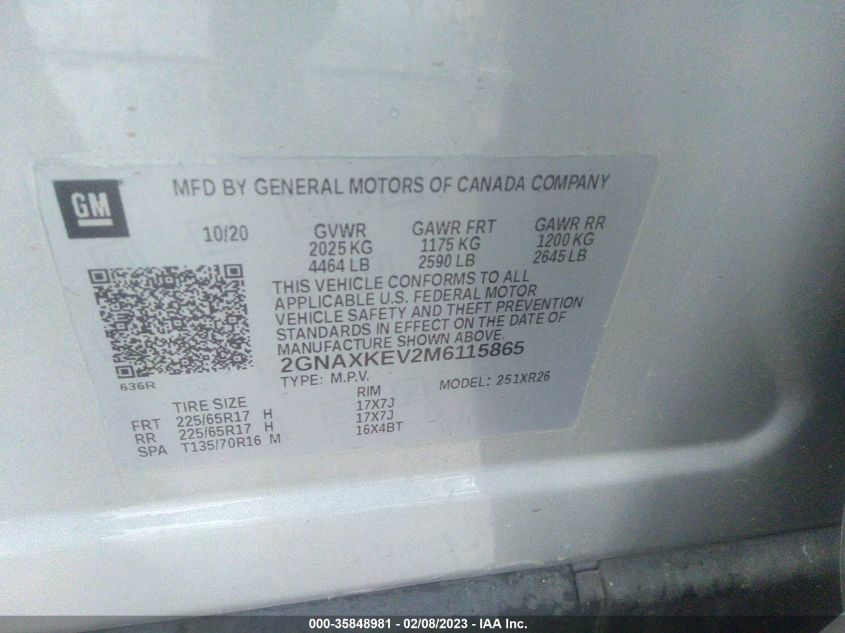 GM
MFD BY GENERAL MOTORS OF CANADA COMPANY
10/20 GVWR GAWR FRT GAWR RR
2025 KG 1175 KG 1200 KG
4464 LB 2590 LB 2645 LB
THIS VEHICLE CONFORMS TO ALL
APPLICABLE U.S. FEDERAL MOTOR
VEHICLE SAFETY AND THEFT PREVENTION
STANDARDS IN EFFECT ON THE DATE OF
MANUFACTURE SHOWN ABOVE.
2GNAXKEV2M6115865
636R TYPE: M.P.V. MODEL: 251XR26
TIRE SIZE RIM
FRT 225/65R17 H 17X7J
RR 225/65R17 H 17X7J
SPA T135/70R16 M 16X4BT
000-35848981 - 02/08/2023 - IAA Inc.